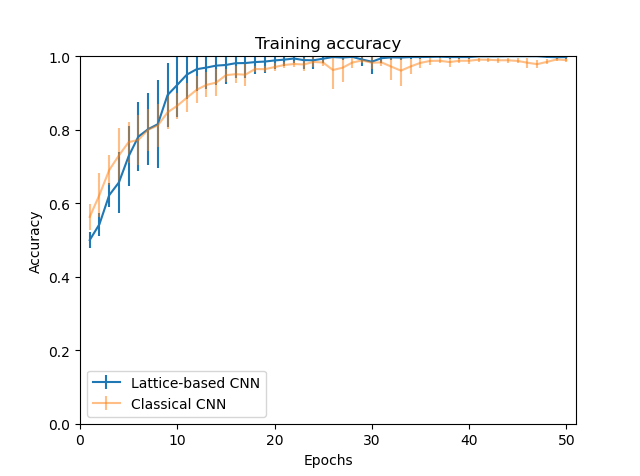 Training accuracy
1.0
0.8
0.6
0.4
0.2
0.0
Accuracy
Lattice-based CNN
Classical CNN
0 10 20 30 40 50
Epochs